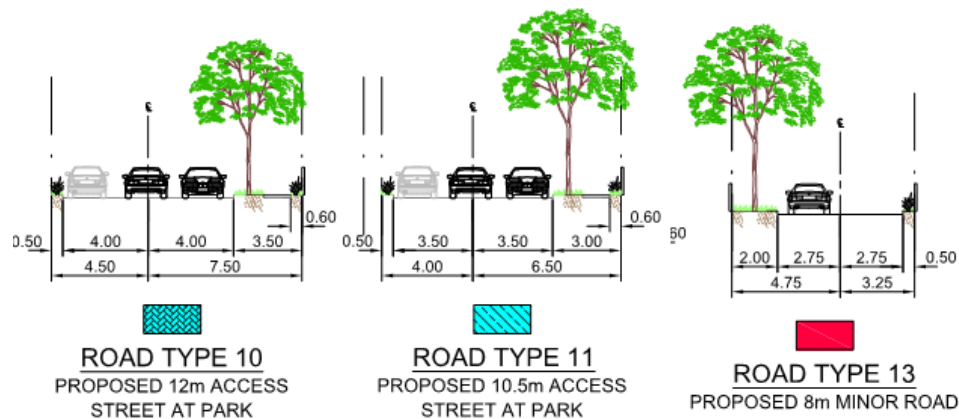 ℄
℄
℄
0.60
0.50
4.00
4.00
3.50
4.50
7.50
0.60
0.50
3.50
3.50
3.00
4.00
6.50
2.00
2.75
2.75
0.50
4.75
3.25
ROAD TYPE 10
PROPOSED 12m ACCESS
STREET AT PARK
ROAD TYPE 11
PROPOSED 10.5m ACCESS
STREET AT PARK
ROAD TYPE 13
PROPOSED 8m MINOR ROAD